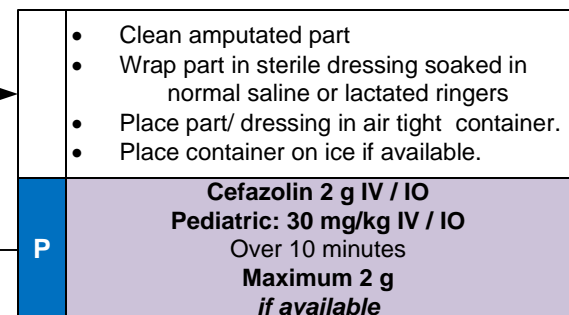 • Clean amputated part
• Wrap part in sterile dressing soaked in
normal saline or lactated ringers
• Place part/ dressing in air tight container.
• Place container on ice if available.
P
Cefazolin 2 g IV / IO
Pediatric: 30 mg/kg IV / IO
Over 10 minutes
Maximum 2 g
if available